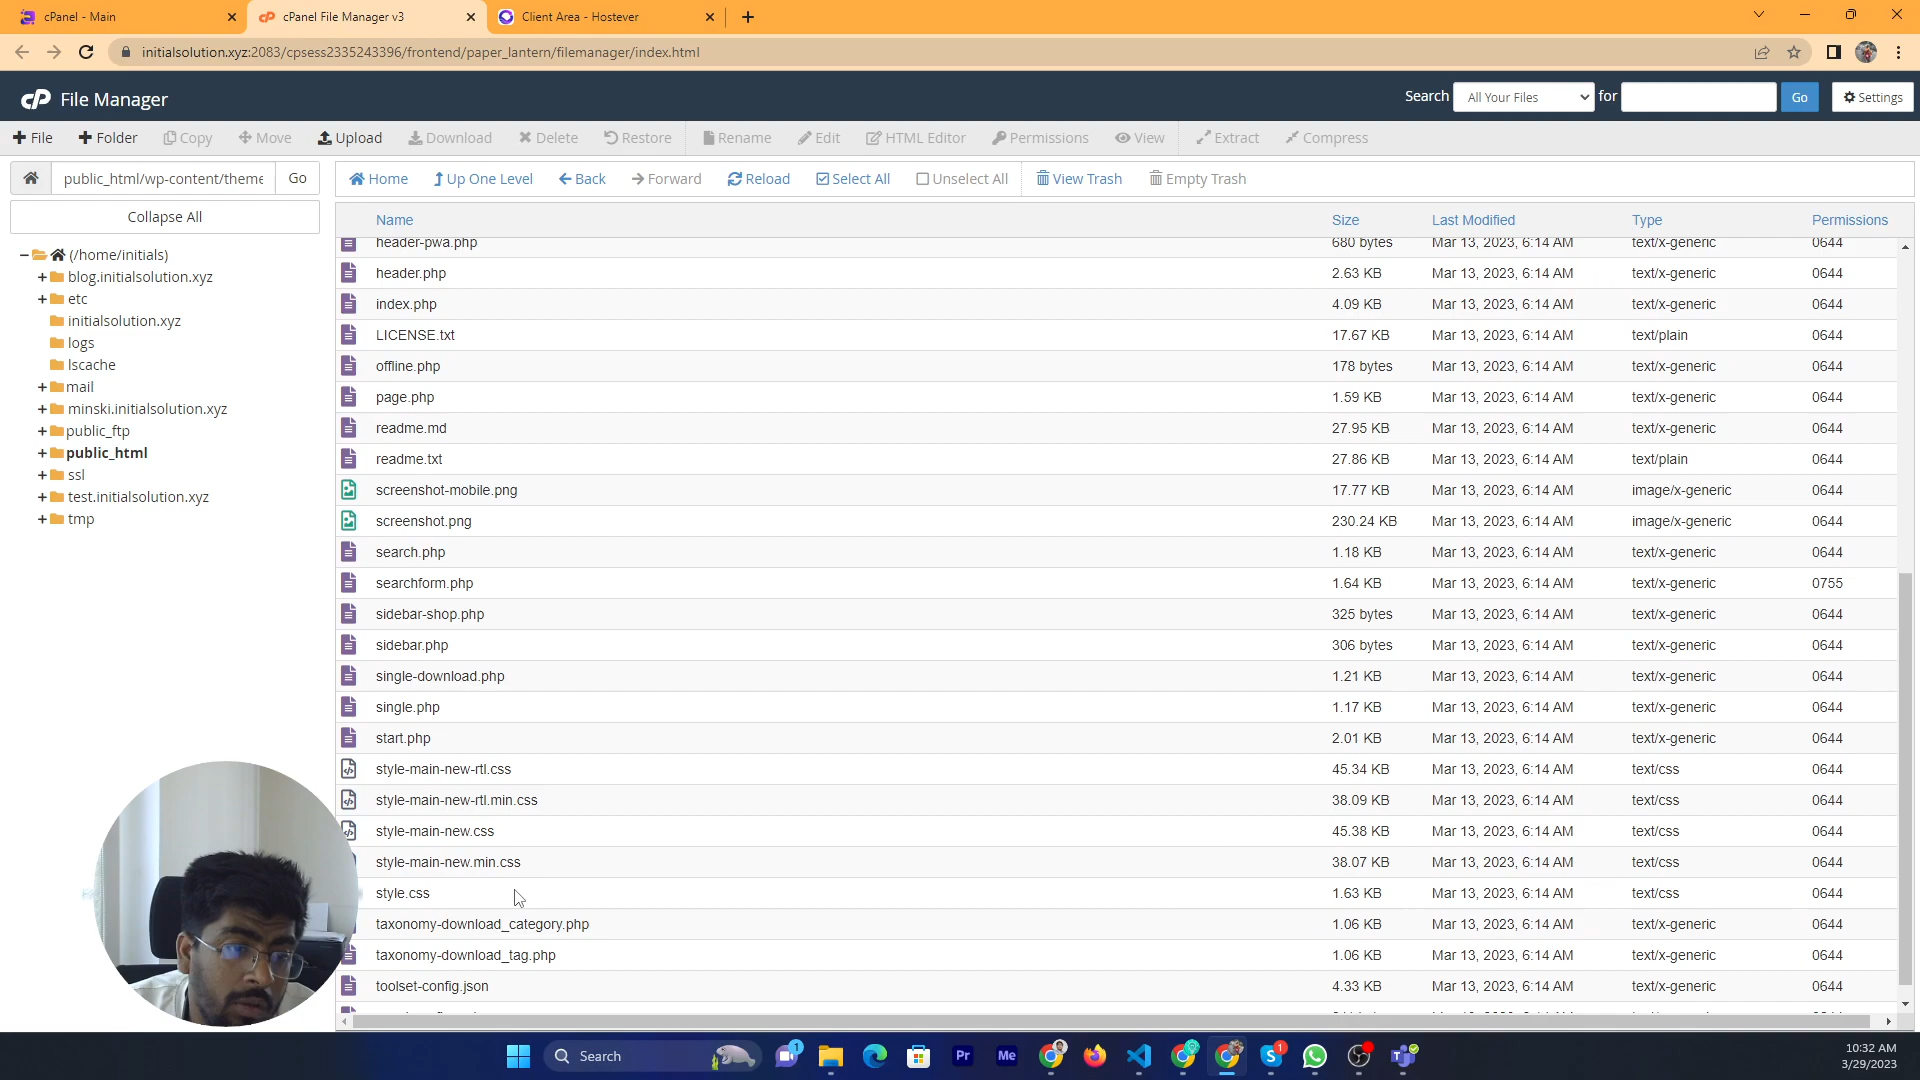 cPanel - Main
cPanel File Manager v3
Client Area - Hostever
initialsolution.xyz:2083/cpsess2335243396/frontend/paper_lantern/filemanager/index.html
cP File Manager
Search All Your Files for Go Settings
File Folder Copy Move Upload Download Delete Restore Rename Edit HTML Editor Permissions View Extract Compress
public_html/wp-content/theme Go
Home Up One Level Back Forward Reload Select All Unselect All View Trash Empty Trash
Collapse All
(/home/initials)
blog.initialsolution.xyz
etc
initialsolution.xyz
logs
lscache
mail
minski.initialsolution.xyz
public_ftp
public_html
ssl
test.initialsolution.xyz
tmp
Name Size Last Modified Type Permissions
header-pwa.php 680 bytes Mar 13, 2023, 6:14 AM text/x-generic 0644
header.php 2.63 KB Mar 13, 2023, 6:14 AM text/x-generic 0644
index.php 4.09 KB Mar 13, 2023, 6:14 AM text/x-generic 0644
LICENSE.txt 17.67 KB Mar 13, 2023, 6:14 AM text/plain 0644
offline.php 178 bytes Mar 13, 2023, 6:14 AM text/x-generic 0644
page.php 1.59 KB Mar 13, 2023, 6:14 AM text/x-generic 0644
readme.md 27.95 KB Mar 13, 2023, 6:14 AM text/x-generic 0644
readme.txt 27.86 KB Mar 13, 2023, 6:14 AM text/plain 0644
screenshot-mobile.png 17.77 KB Mar 13, 2023, 6:14 AM image/x-generic 0644
screenshot.png 230.24 KB Mar 13, 2023, 6:14 AM image/x-generic 0644
search.php 1.18 KB Mar 13, 2023, 6:14 AM text/x-generic 0644
searchform.php 1.64 KB Mar 13, 2023, 6:14 AM text/x-generic 0755
sidebar-shop.php 325 bytes Mar 13, 2023, 6:14 AM text/x-generic 0644
sidebar.php 306 bytes Mar 13, 2023, 6:14 AM text/x-generic 0644
single-download.php 1.21 KB Mar 13, 2023, 6:14 AM text/x-generic 0644
single.php 1.17 KB Mar 13, 2023, 6:14 AM text/x-generic 0644
start.php 2.01 KB Mar 13, 2023, 6:14 AM text/x-generic 0644
style-main-new-rtl.css 45.34 KB Mar 13, 2023, 6:14 AM text/css 0644
style-main-new-rtl.min.css 38.09 KB Mar 13, 2023, 6:14 AM text/css 0644
style-main-new.css 45.38 KB Mar 13, 2023, 6:14 AM text/css 0644
style-main-new.min.css 38.07 KB Mar 13, 2023, 6:14 AM text/css 0644
style.css 1.63 KB Mar 13, 2023, 6:14 AM text/css 0644
taxonomy-download_category.php 1.06 KB Mar 13, 2023, 6:14 AM text/x-generic 0644
taxonomy-download_tag.php 1.06 KB Mar 13, 2023, 6:14 AM text/x-generic 0644
toolset-config.json 4.33 KB Mar 13, 2023, 6:14 AM text/x-generic 0644
Search 1 Pr Me 1
10:32 AM
3/29/2023